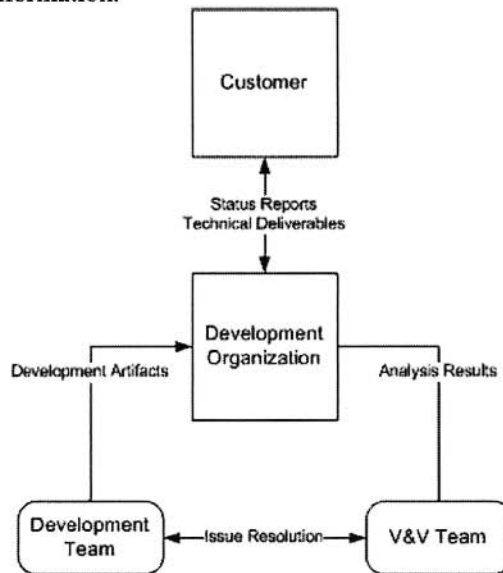 Customer
Status Reports
Technical Deliverables
Development
Organization
Development Artifacts
Analysis Results
Development
Team
Issue Resolution
V&V Team